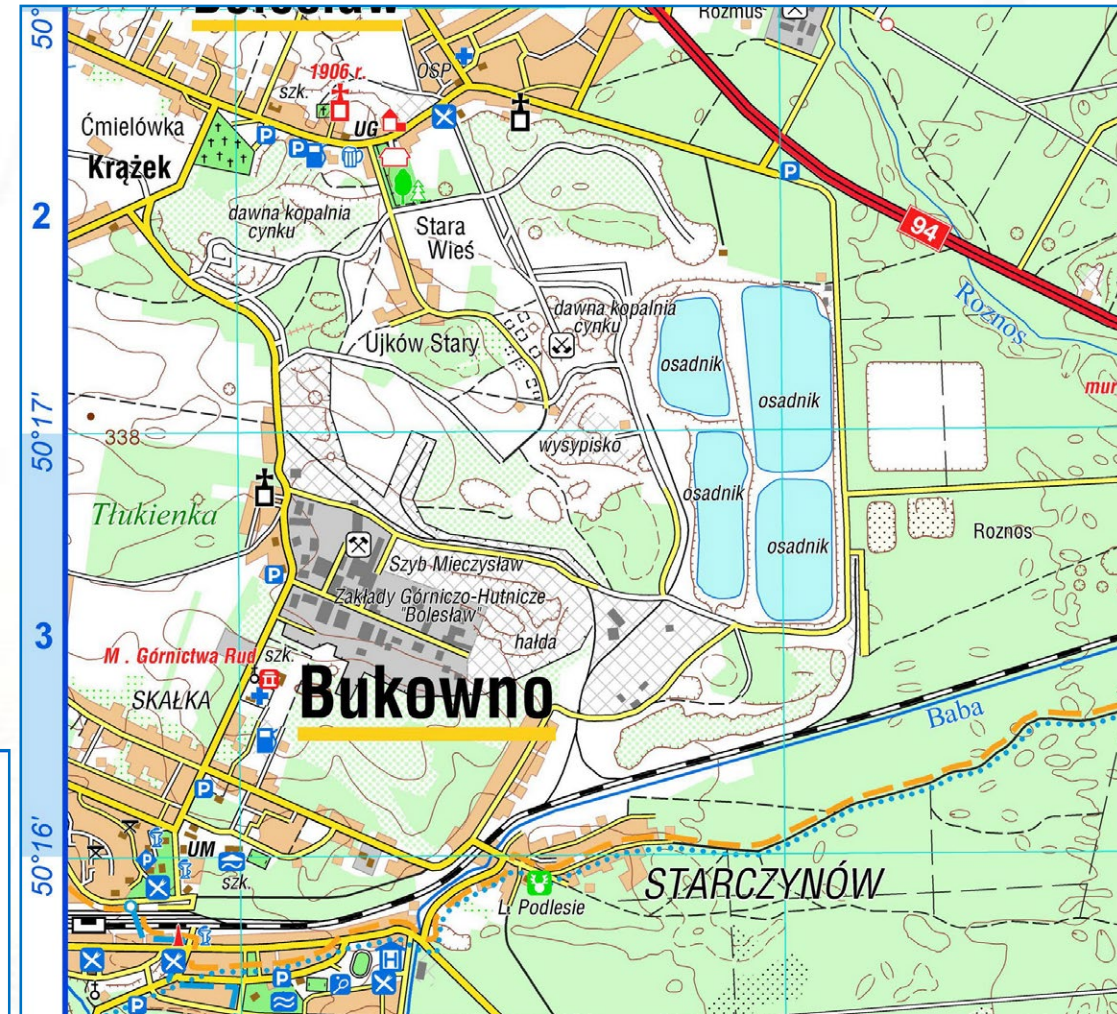 Rozmus
1906 r.
szk.
OSP
UG
Ćmielówka
Krążek
dawna kopalnia
cynku
2
Stara
Wieś
94
Roznos
dawna kopalnia
cynku
Ujków Stary
osadnik
osadnik
mur
50°17'
338
wysypisko
osadnik
osadnik
Tłukienka
Roznos
Szyb Mieczysław
Zakłady Górniczo-Hutnicze
"Bolesław"
hałda
3
M . Górnictwa Rud
szk.
SKAŁKA
Bukowno
Baba
50°16'
UM
szk.
STARCZYNÓW
L. Podlesie
P
P
P
P
P
P
P
P
P
H
50°